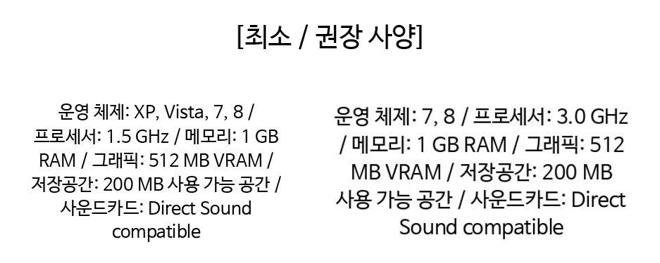 [최소 / 권장 사양]
운영 체제: XP, Vista, 7, 8 /
프로세서: 1.5 GHz / 메모리: 1 GB
RAM / 그래픽: 512 MB VRAM /
저장공간: 200 MB 사용 가능 공간 /
사운드카드: Direct Sound
compatible
운영 체제: 7, 8 / 프로세서: 3.0 GHz
/ 메모리: 1 GB RAM / 그래픽: 512
MB VRAM / 저장공간: 200 MB
사용 가능 공간 / 사운드카드: Direct
Sound compatible